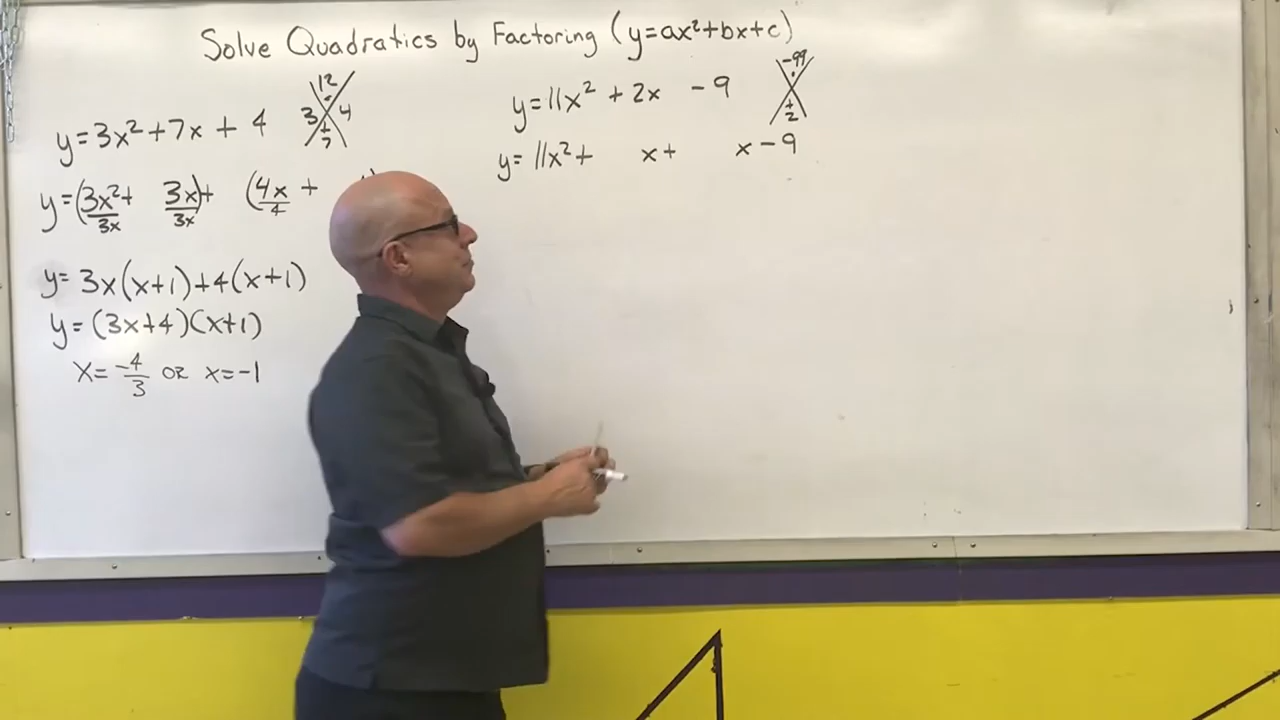 Solve Quadratics by Factoring (y=ax²+bx+c)
y=3x²+7x+4
12
·
3 4
+
7
y=(3x²+ 3x)+ (4x +
3x 3x 4
y=3x(x+1)+4(x+1)
y=(3x+4)(x+1)
x=-4/3 or x=-1
y=11x²+2x -9
-99
·
+
2
y=11x²+ x+ x-9